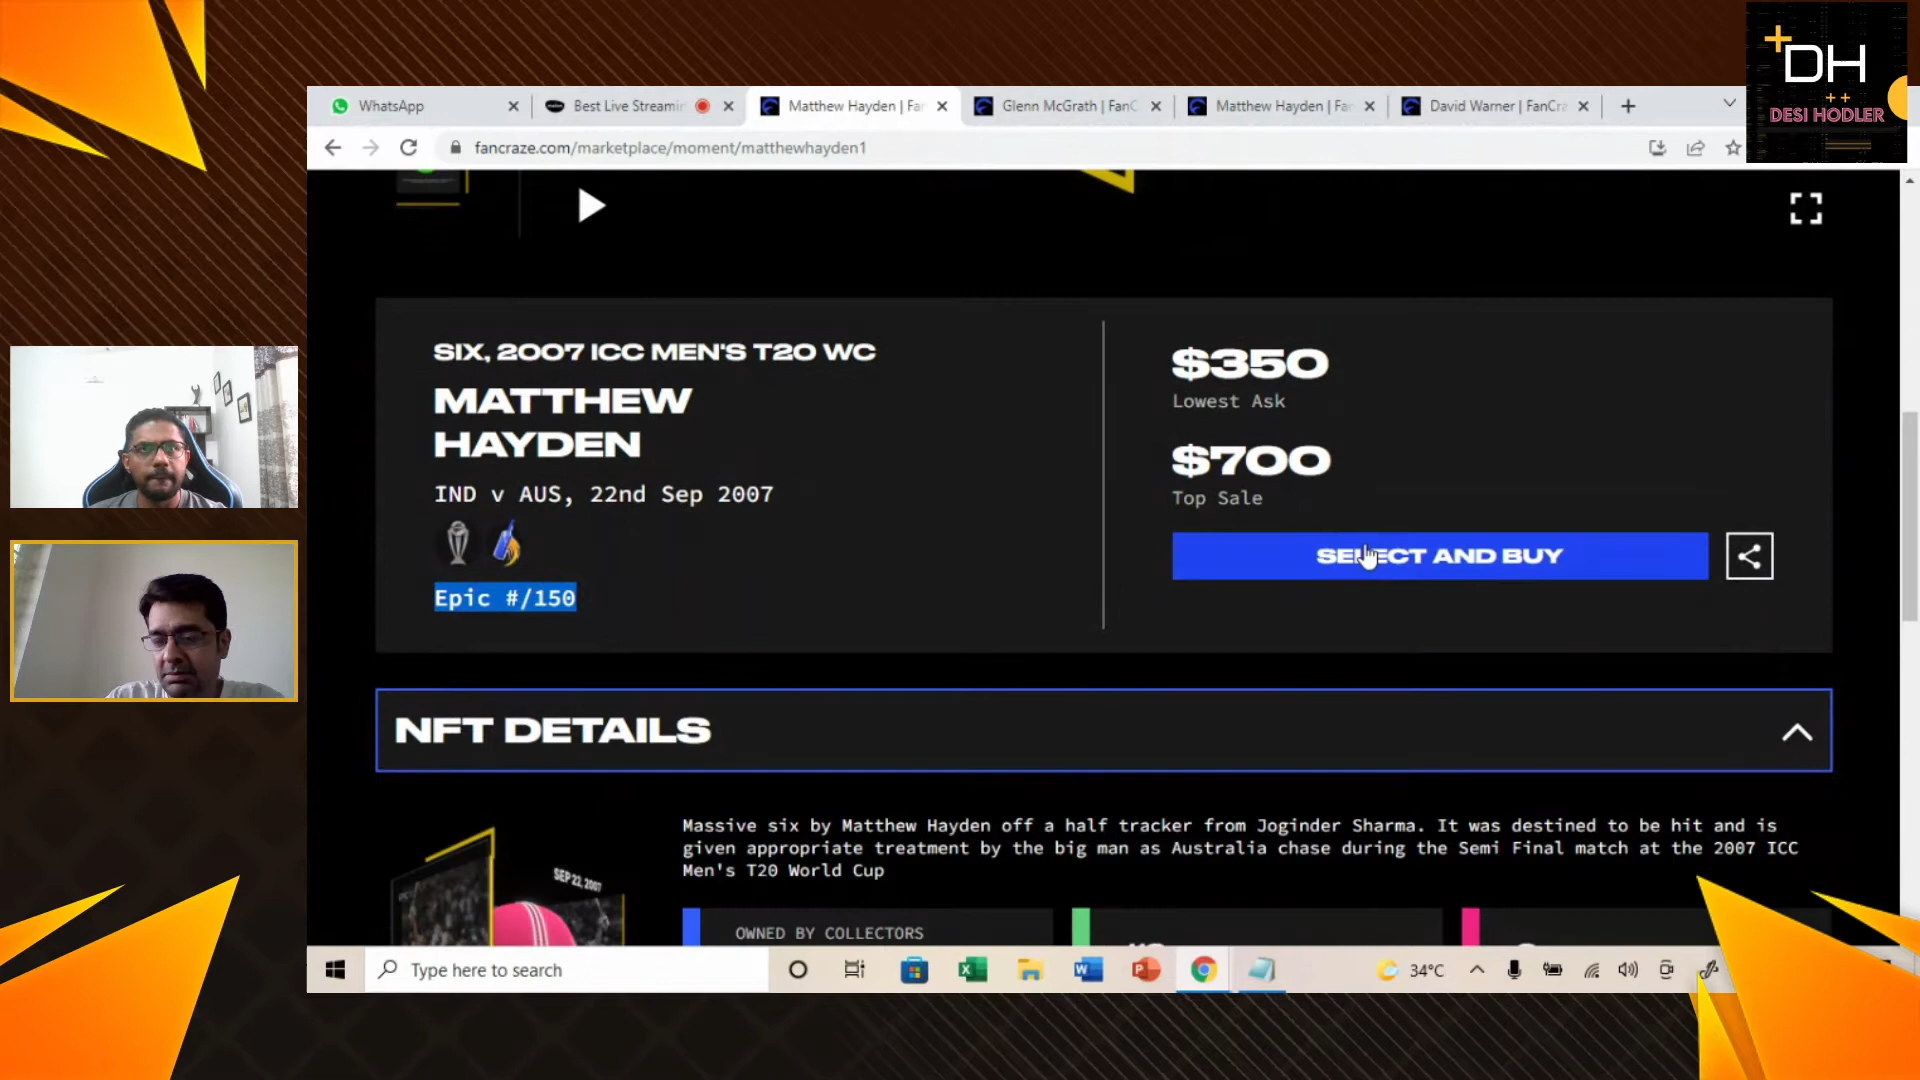 +DH
++
DESI HODLER
WhatsApp
Best Live Streami
Matthew Hayden | Fa
Glenn McGrath | FanC
Matthew Hayden | Fa
David Warner | FanCra
fancraze.com/marketplace/moment/matthewhayden1
SIX, 2007 ICC MEN'S T20 WC
MATTHEW
HAYDEN
IND v AUS, 22nd Sep 2007
Epic #/150
$350
Lowest Ask
$700
Top Sale
SELECT AND BUY
NFT DETAILS
SEP 22, 2007
Massive six by Matthew Hayden off a half tracker from Joginder Sharma. It was destined to be hit and is
given appropriate treatment by the big man as Australia chase during the Semi Final match at the 2007 ICC
Men's T20 World Cup
OWNED BY COLLECTORS
Type here to search
34°C